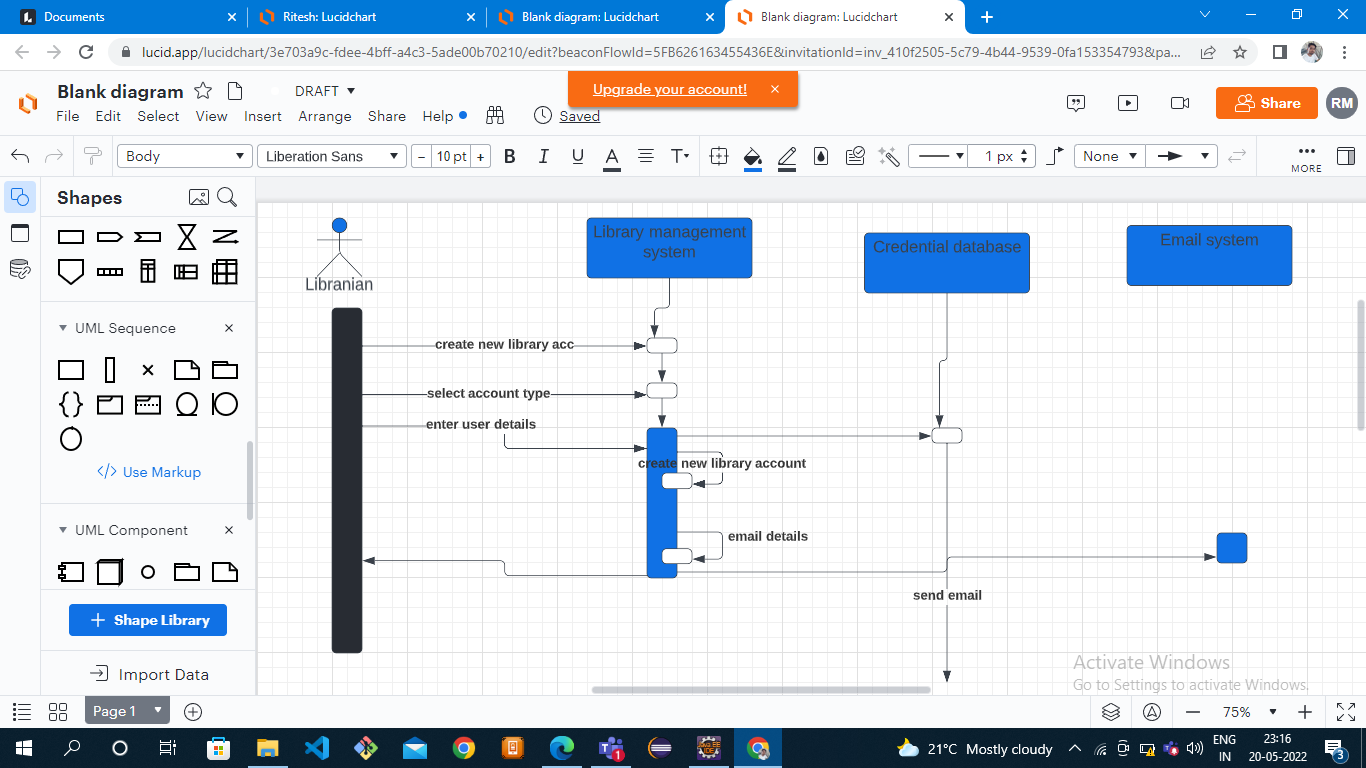 Documents
Ritesh: Lucidchart
Blank diagram: Lucidchart
Blank diagram: Lucidchart
lucid.app/lucidchart/3e703a9c-fdee-4bff-a4c3-5ade00b70210/edit?beaconFlowId=5FB626163455436E&invitationId=inv_410f2505-5c79-4b44-9539-0fa153354793&pa...
Blank diagram
DRAFT
Upgrade your account!
File Edit Select View Insert Arrange Share Help
Saved
Share
RM
Body
Liberation Sans
10 pt
B I U A T
1 px
None
MORE
Shapes
UML Sequence
Use Markup
UML Component
Shape Library
Import Data
Libranian
Library management
system
Credential database
Email system
create new library acc
select account type
enter user details
create new library account
email details
send email
Activate Windows
Go to Settings to activate Windows.
Page 1
75%
1
21°C Mostly cloudy
ENG
IN
23:16
20-05-2022
3